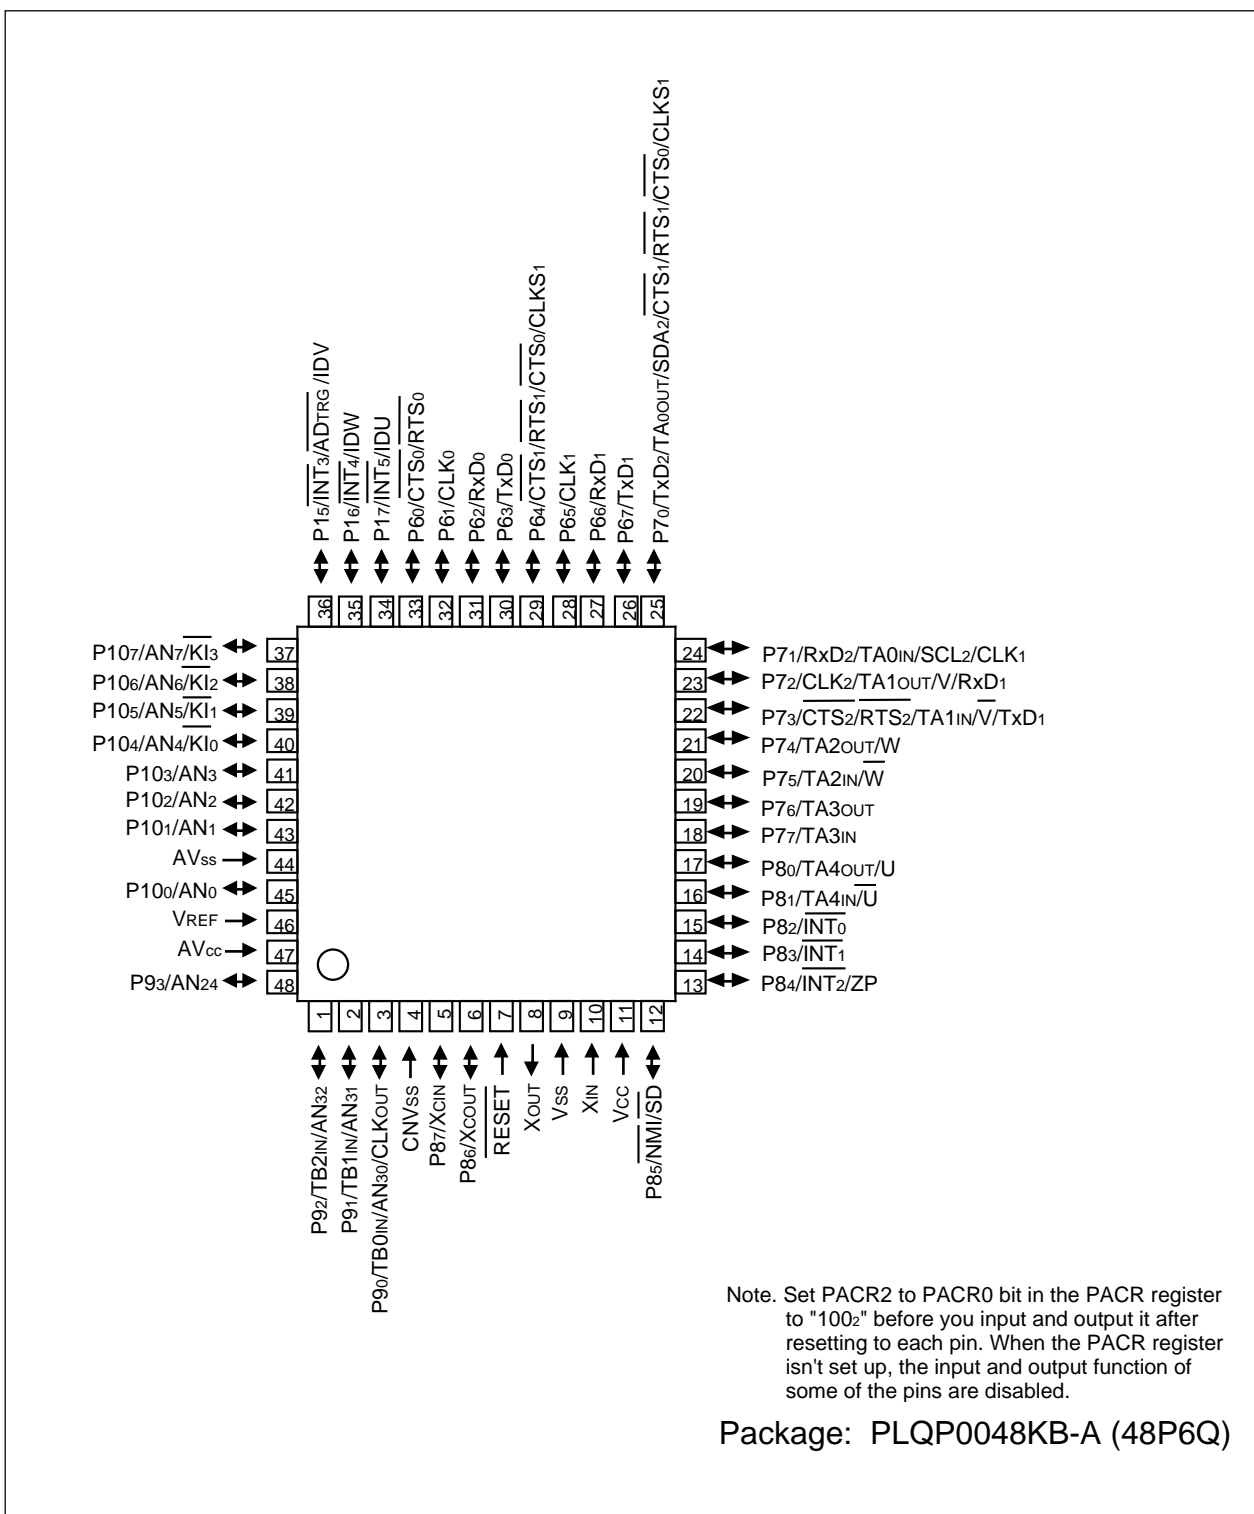 P15/INT3/ADTRG /IDV
P16/INT4/IDW
P17/INT5/IDU
P60/CTS0/RTS0
P61/CLK0
P62/RxD0
P63/TxD0
P64/CTS1/RTS1/CTS0/CLKS1
P65/CLK1
P66/RxD1
P67/TxD1
P70/TxD2/TA0OUT/SDA2/CTS1/RTS1/CTS0/CLKS1
36
35
34
33
32
31
30
29
28
27
26
25
P107/AN7/KI3
37
P106/AN6/KI2
38
P105/AN5/KI1
39
P104/AN4/KI0
40
P103/AN3
41
P102/AN2
42
P101/AN1
43
AVss
44
P100/AN0
45
VREF
46
AVcc
47
P93/AN24
48
24
P71/RxD2/TA0IN/SCL2/CLK1
23
P72/CLK2/TA1OUT/V/RxD1
22
P73/CTS2/RTS2/TA1IN/V/TxD1
21
P74/TA2OUT/W
20
P75/TA2IN/W
19
P76/TA3OUT
18
P77/TA3IN
17
P80/TA4OUT/U
16
P81/TA4IN/U
15
P82/INT0
14
P83/INT1
13
P84/INT2/ZP
1
2
3
4
5
6
7
8
9
10
11
12
P92/TB2IN/AN32
P91/TB1IN/AN31
P90/TB0IN/AN30/CLKOUT
CNVSS
P87/XCIN
P86/XCOUT
RESET
XOUT
VSS
XIN
VCC
P85/NMI/SD
Note. Set PACR2 to PACR0 bit in the PACR register
to "1002" before you input and output it after
resetting to each pin. When the PACR register
isn't set up, the input and output function of
some of the pins are disabled.
Package: PLQP0048KB-A (48P6Q)